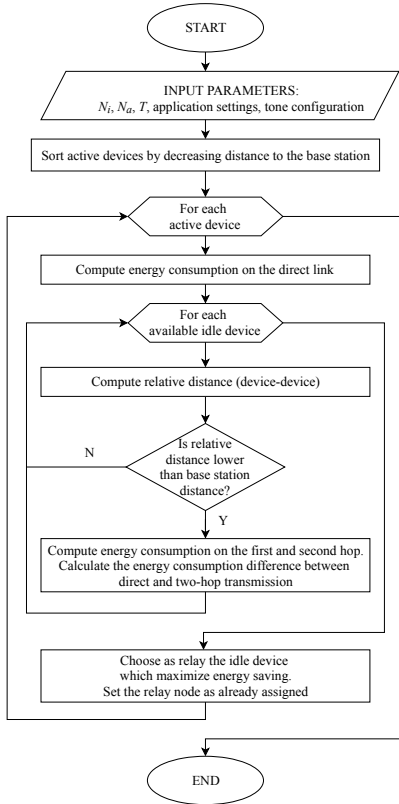 START
INPUT PARAMETERS:
Ni, Na, T, application settings, tone configuration
Sort active devices by decreasing distance to the base station
For each
active device
Compute energy consumption on the direct link
For each
available idle device
Compute relative distance (device-device)
Is relative
distance lower
than base station
distance?
N
Y
Compute energy consumption on the first and second hop.
Calculate the energy consumption difference between
direct and two-hop transmission
Choose as relay the idle device
which maximize energy saving.
Set the relay node as already assigned
END